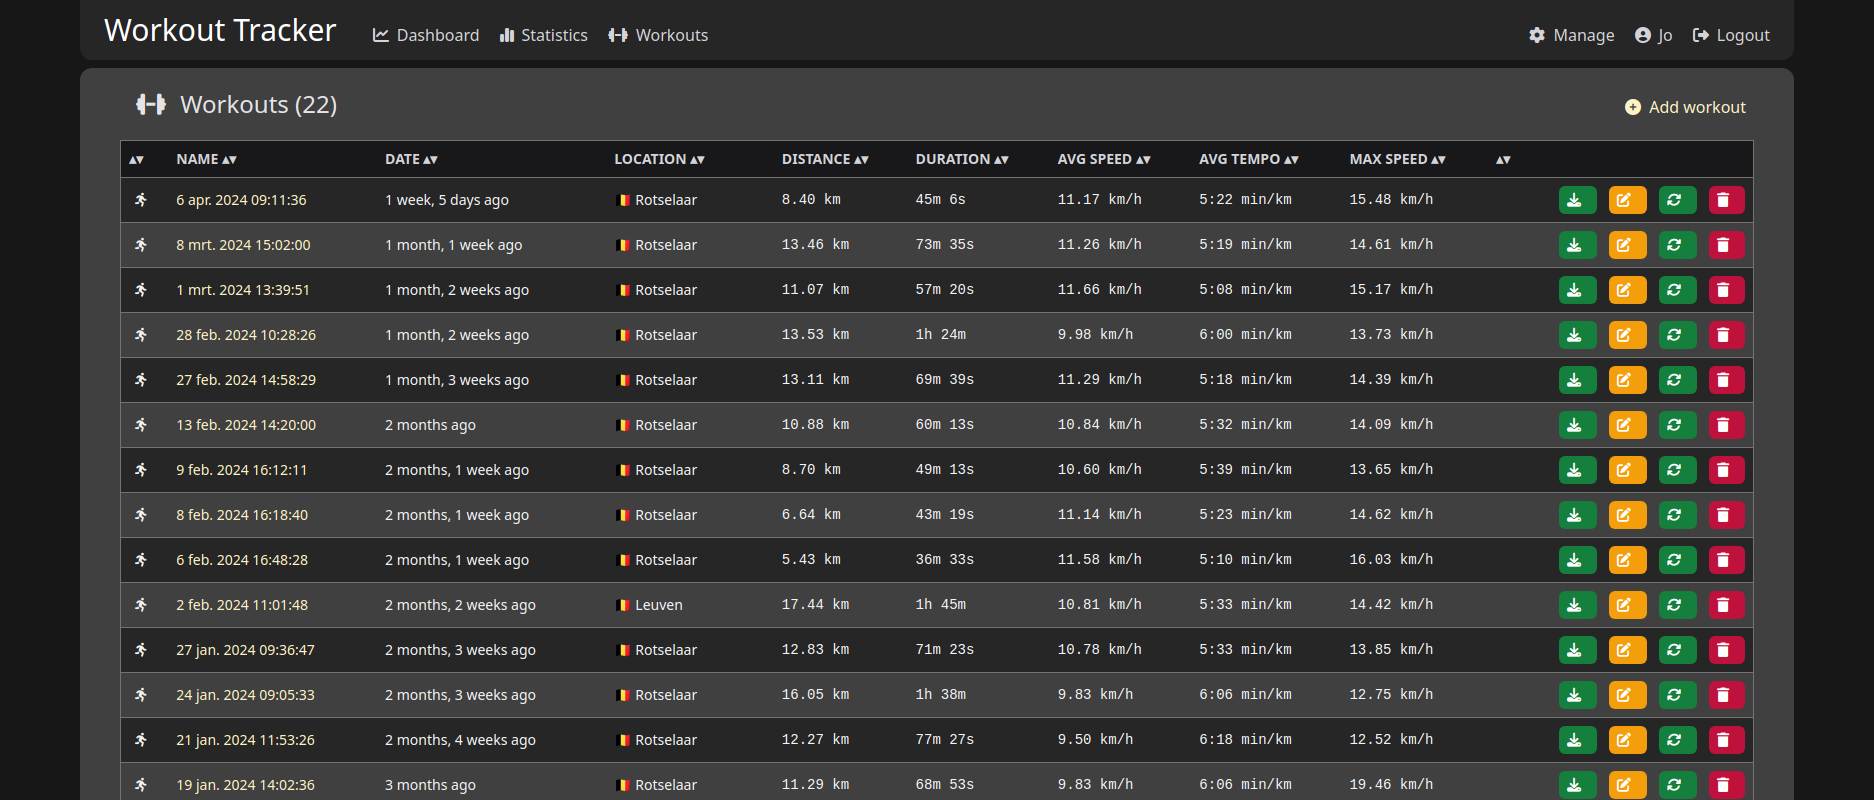 Workout Tracker Dashboard Statistics Workouts Manage Jo Logout
Workouts (22) Add workout
NAME ▲▼ DATE ▲▼ LOCATION ▲▼ DISTANCE ▲▼ DURATION ▲▼ AVG SPEED ▲▼ AVG TEMPO ▲▼ MAX SPEED ▲▼
6 apr. 2024 09:11:36 1 week, 5 days ago Rotselaar 8.40 km 45m 6s 11.17 km/h 5:22 min/km 15.48 km/h
8 mrt. 2024 15:02:00 1 month, 1 week ago Rotselaar 13.46 km 73m 35s 11.26 km/h 5:19 min/km 14.61 km/h
1 mrt. 2024 13:39:51 1 month, 2 weeks ago Rotselaar 11.07 km 57m 20s 11.66 km/h 5:08 min/km 15.17 km/h
28 feb. 2024 10:28:26 1 month, 2 weeks ago Rotselaar 13.53 km 1h 24m 9.98 km/h 6:00 min/km 13.73 km/h
27 feb. 2024 14:58:29 1 month, 3 weeks ago Rotselaar 13.11 km 69m 39s 11.29 km/h 5:18 min/km 14.39 km/h
13 feb. 2024 14:20:00 2 months ago Rotselaar 10.88 km 60m 13s 10.84 km/h 5:32 min/km 14.09 km/h
9 feb. 2024 16:12:11 2 months, 1 week ago Rotselaar 8.70 km 49m 13s 10.60 km/h 5:39 min/km 13.65 km/h
8 feb. 2024 16:18:40 2 months, 1 week ago Rotselaar 6.64 km 43m 19s 11.14 km/h 5:23 min/km 14.62 km/h
6 feb. 2024 16:48:28 2 months, 1 week ago Rotselaar 5.43 km 36m 33s 11.58 km/h 5:10 min/km 16.03 km/h
2 feb. 2024 11:01:48 2 months, 2 weeks ago Leuven 17.44 km 1h 45m 10.81 km/h 5:33 min/km 14.42 km/h
27 jan. 2024 09:36:47 2 months, 3 weeks ago Rotselaar 12.83 km 71m 23s 10.78 km/h 5:33 min/km 13.85 km/h
24 jan. 2024 09:05:33 2 months, 3 weeks ago Rotselaar 16.05 km 1h 38m 9.83 km/h 6:06 min/km 12.75 km/h
21 jan. 2024 11:53:26 2 months, 4 weeks ago Rotselaar 12.27 km 77m 27s 9.50 km/h 6:18 min/km 12.52 km/h
19 jan. 2024 14:02:36 3 months ago Rotselaar 11.29 km 68m 53s 9.83 km/h 6:06 min/km 19.46 km/h